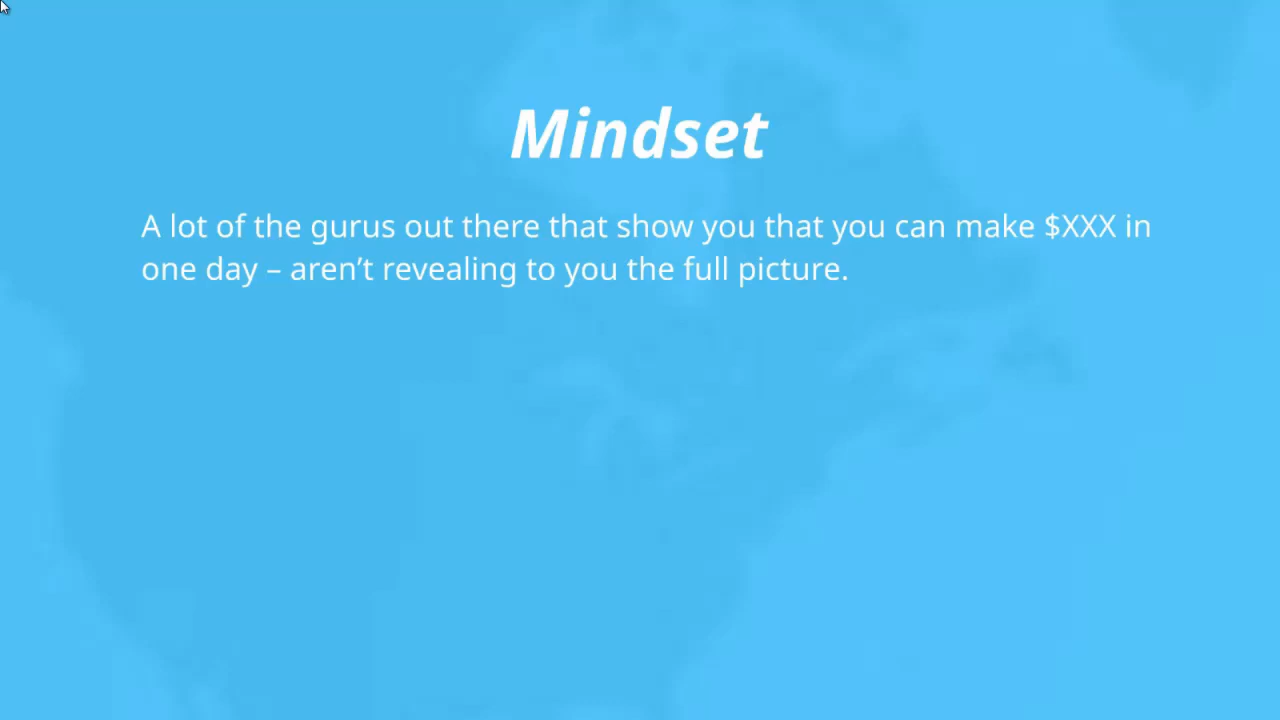 Mindset
A lot of the gurus out there that show you that you can make $XXX in
one day – aren’t revealing to you the full picture.